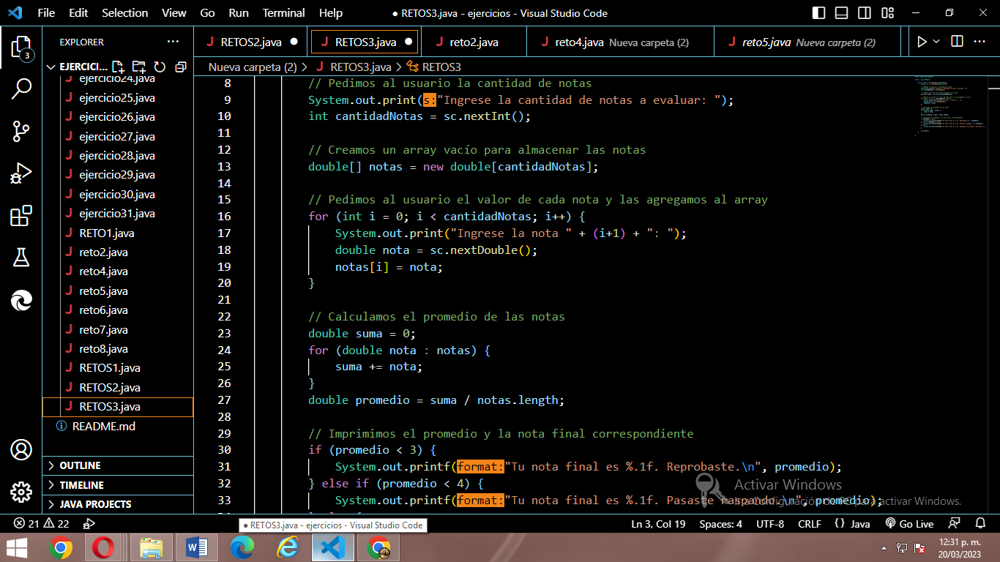 File Edit Selection View Go Run Terminal Help
● RETOS3.java - ejercicios - Visual Studio Code
EXPLORER
J RETOS2.java ●
J RETOS3.java ●
J reto2.java
J reto4.java Nueva carpeta (2)
J reto5.java Nueva carpeta (2)
Nueva carpeta (2) > J RETOS3.java > RETOS3
3
EJERCICI...
J ejercicio24.java
J ejercicio25.java
J ejercicio26.java
J ejercicio27.java
J ejercicio28.java
J ejercicio29.java
J ejercicio30.java
J ejercicio31.java
J RETO1.java
J reto2.java
J reto4.java
J reto5.java
J reto6.java
J reto7.java
J reto8.java
J RETOS1.java
J RETOS2.java
J RETOS3.java
README.md
OUTLINE
TIMELINE
JAVA PROJECTS
8 // Pedimos al usuario la cantidad de notas
9 System.out.print(s:"Ingrese la cantidad de notas a evaluar: ");
10 int cantidadNotas = sc.nextInt();
11
12 // Creamos un array vacío para almacenar las notas
13 double[] notas = new double[cantidadNotas];
14
15 // Pedimos al usuario el valor de cada nota y las agregamos al array
16 for (int i = 0; i < cantidadNotas; i++) {
17 System.out.print("Ingrese la nota " + (i+1) + ": ");
18 double nota = sc.nextDouble();
19 notas[i] = nota;
20 }
21
22 // Calculamos el promedio de las notas
23 double suma = 0;
24 for (double nota : notas) {
25 suma += nota;
26 }
27 double promedio = suma / notas.length;
28
29 // Imprimimos el promedio y la nota final correspondiente
30 if (promedio < 3) {
31 System.out.printf(format:"Tu nota final es %.1f. Reprobaste.\n", promedio);
32 } else if (promedio < 4) {
33 System.out.printf(format:"Tu nota final es %.1f. Pasaste raspando.\n", promedio);
Activar Windows
Ir a Configuración de PC para activar Windows.
21 22
● RETOS3.java - ejercicios - Visual Studio Code
Ln 3, Col 19 Spaces: 4 UTF-8 CRLF {} Java Go Live
12:31 p. m.
20/03/2023